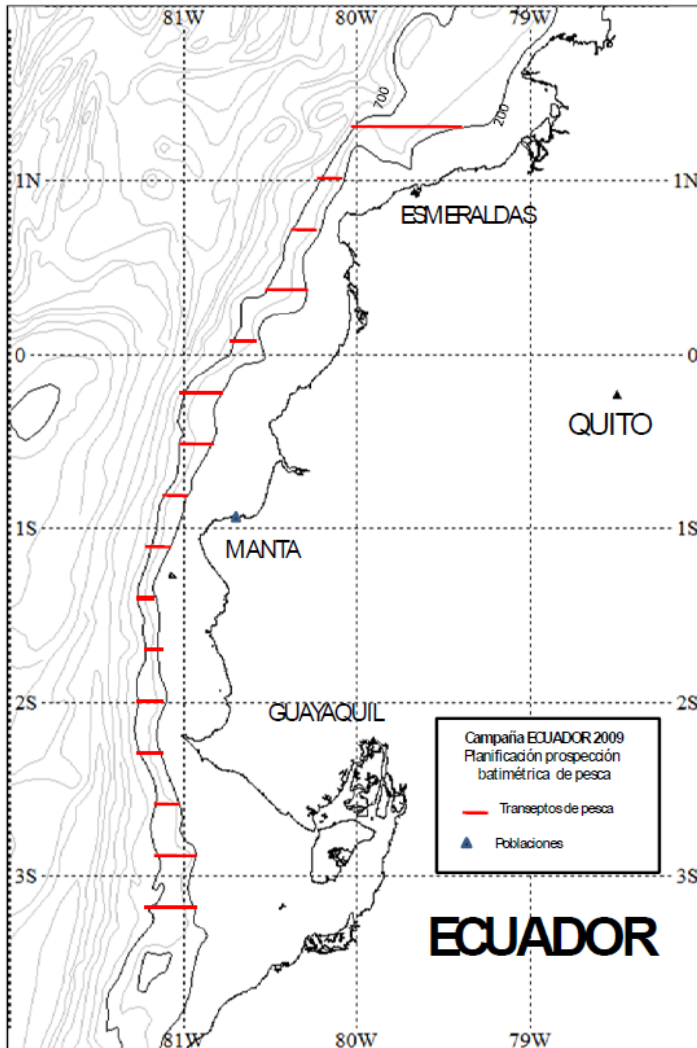 81W 80W 79W
700
200
1N 1N
ESMERALDAS
0 0
QUITO
1S 1S
MANTA
2S 2S
GUAYAQUIL
Campaña ECUADOR 2009
Planificación prospección
batimétrica de pesca
Transeptos de pesca
Poblaciones
3S 3S
ECUADOR
81W 80W 79W